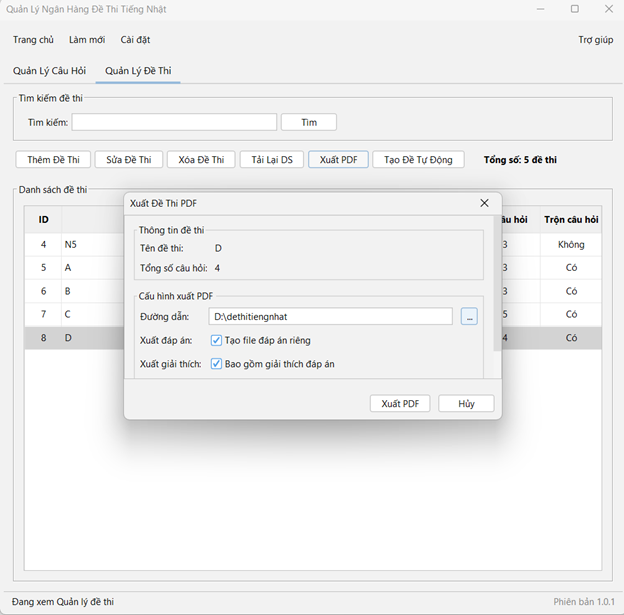 Quản Lý Ngân Hàng Đề Thi Tiếng Nhật
Trang chủ Làm mới Cài đặt Trợ giúp
Quản Lý Câu Hỏi Quản Lý Đề Thi
Tìm kiếm đề thi
Tìm kiếm: Tìm
Thêm Đề Thi Sửa Đề Thi Xóa Đề Thi Tải Lại DS Xuất PDF Tạo Đề Tự Động Tổng số: 5 đề thi
Danh sách đề thi
ID âu hỏi Trộn câu hỏi
4 N5 3 Không
5 A 3 Có
6 B 3 Có
7 C 5 Có
8 D 4 Có
Xuất Đề Thi PDF
Thông tin đề thi
Tên đề thi: D
Tổng số câu hỏi: 4
Cấu hình xuất PDF
Đường dẫn: D:\dethitiengnhat ...
Xuất đáp án: Tạo file đáp án riêng
Xuất giải thích: Bao gồm giải thích đáp án
Xuất PDF Hủy
Đang xem Quản lý đề thi Phiên bản 1.0.1